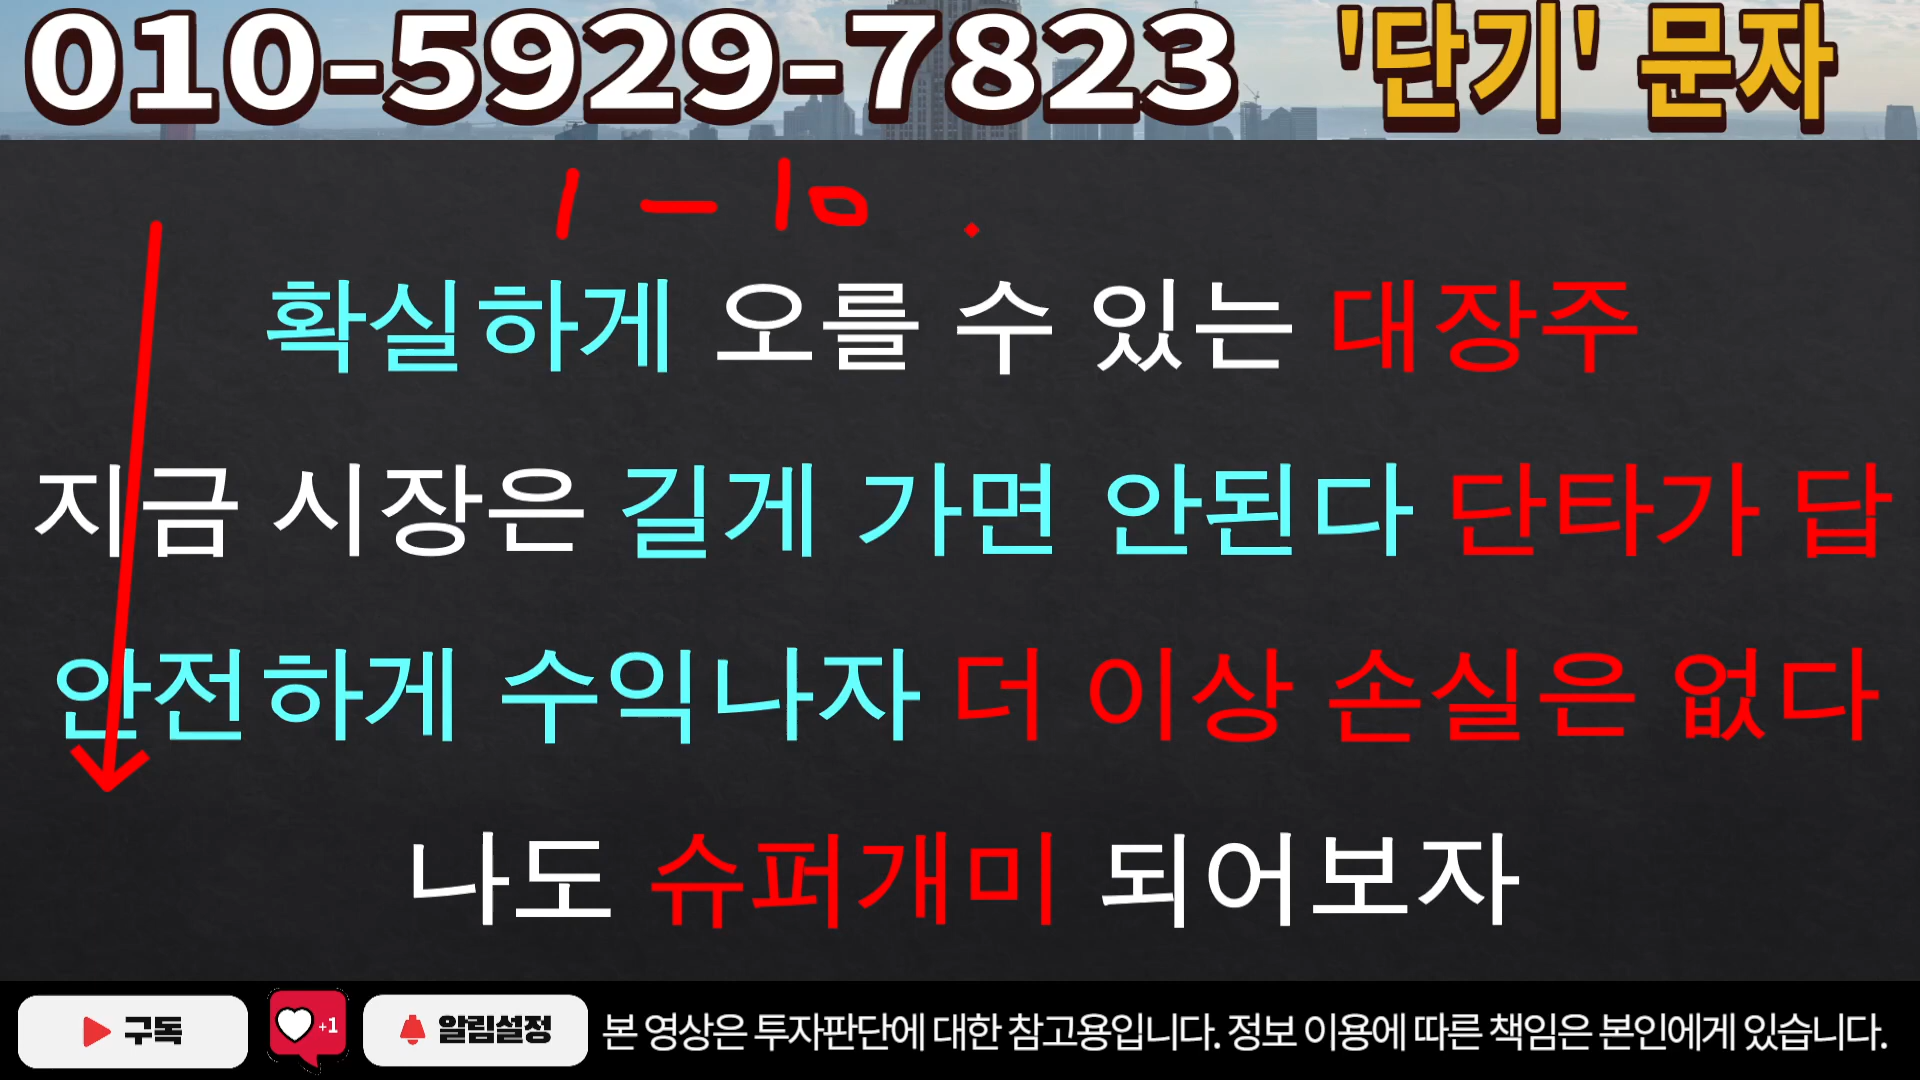 010-5929-7823 '단기' 문자
1 - 10
확실하게 오를 수 있는 대장주
지금 시장은 길게 가면 안된다 단타가 답
안전하게 수익나자 더 이상 손실은 없다
나도 슈퍼개미 되어보자
구독 +1 알림설정 본 영상은 투자판단에 대한 참고용입니다. 정보 이용에 따른 책임은 본인에게 있습니다.